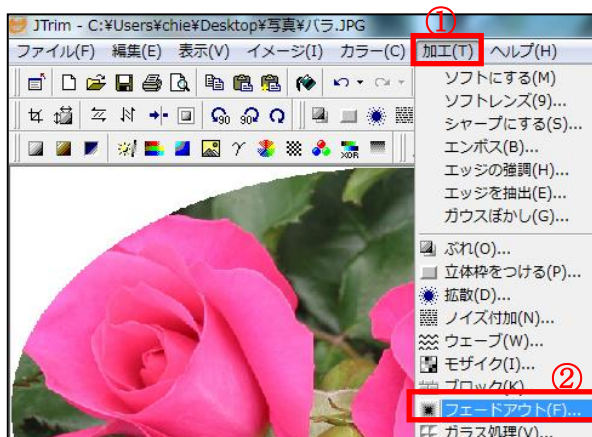 ①
JTrim - C:¥Users¥chie¥Desktop¥写真¥バラ.JPG
ファイル(F) 編集(E) 表示(V) イメージ(I) カラー(C) 加工(T) ヘルプ(H)
ソフトにする(M)
ソフトレンズ(9)...
シャープにする(S)...
エンボス(B)...
エッジの強調(H)...
エッジを抽出(E)...
ガウスぼかし(G)...
ぶれ(O)...
立体枠をつける(P)...
拡散(D)...
ノイズ付加(N)...
ウェーブ(W)...
モザイク(I)...
ブロック(K)...
②
フェードアウト(F)...
ガラス処理(V)...
90 90
XOR